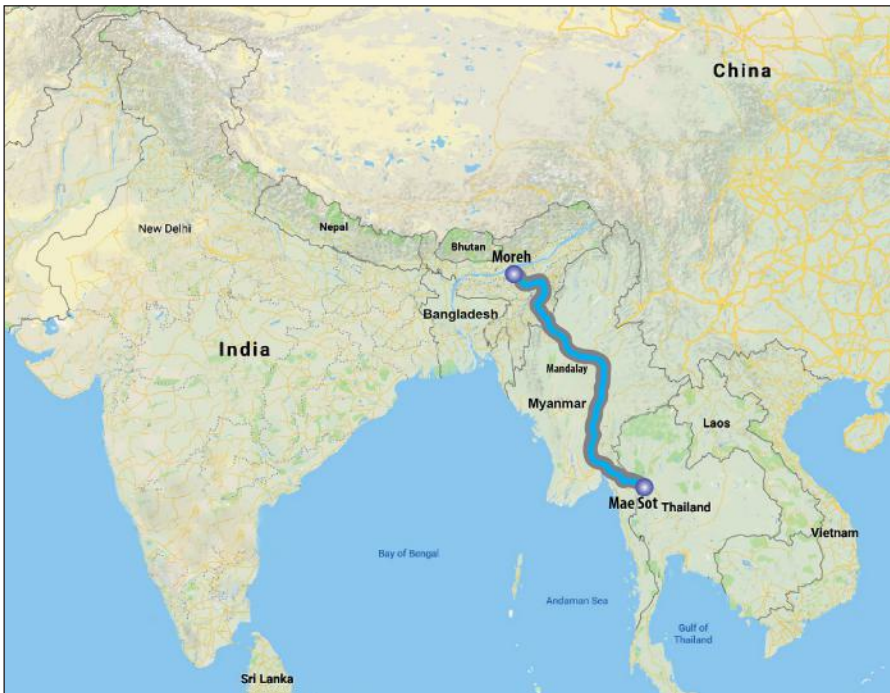 China
New Delhi
Nepal
Bhutan
Moreh
Bangladesh
India
Mandalay
Myanmar
Laos
Mae Sot
Thailand
Vietnam
Bay of Bengal
Andaman Sea
Gulf of
Thailand
Sri Lanka